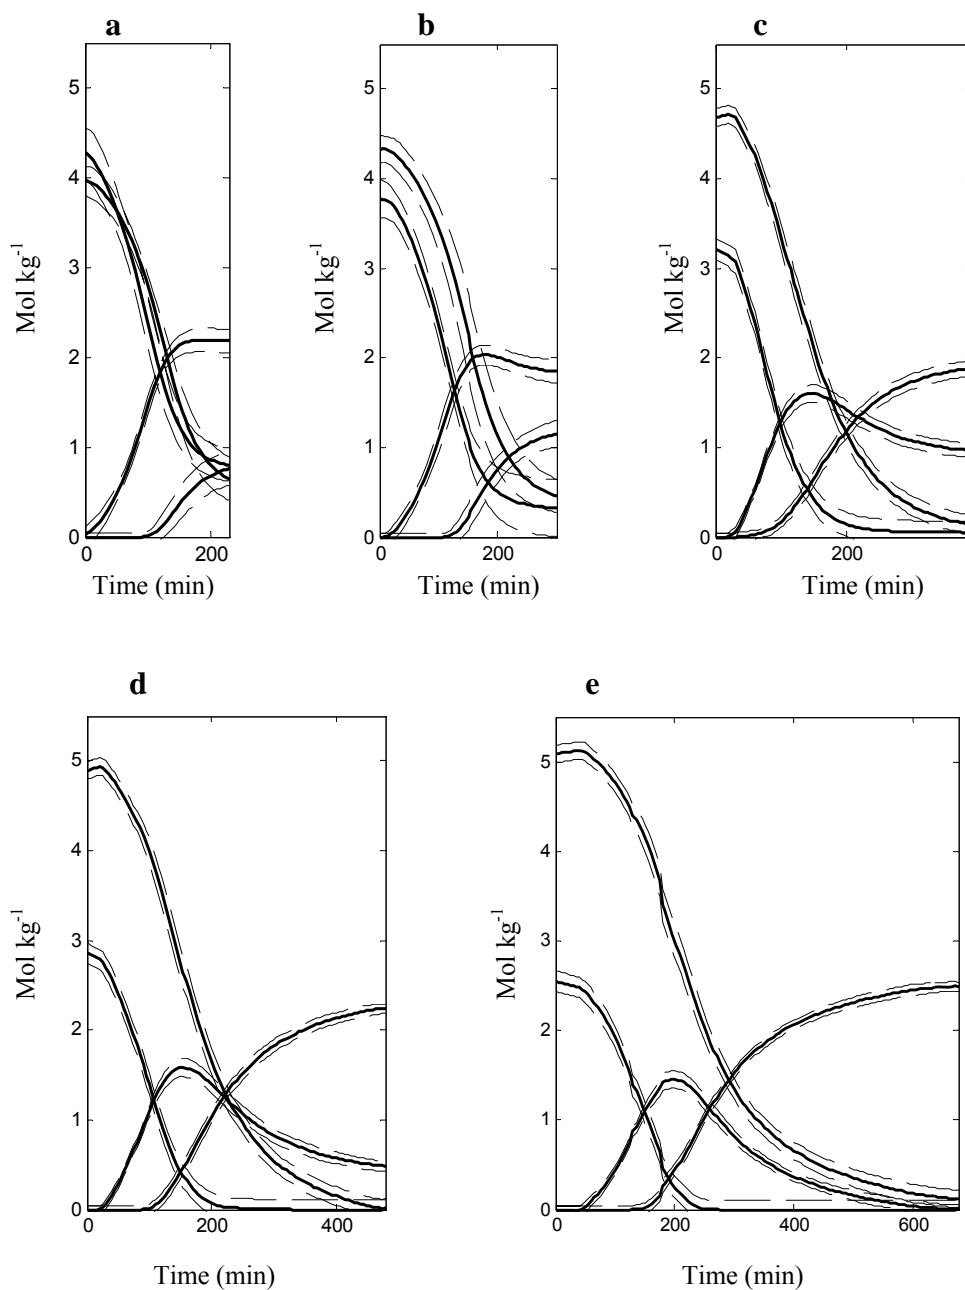 a b c
5 5 5
4 4 4
3 3 3
2 2 2
1 1 1
0 0 0
0 200 0 200 0 200
Mol kg-1 Mol kg-1 Mol kg-1
Time (min) Time (min) Time (min)
d e
5 5
4 4
3 3
2 2
1 1
0 0
0 200 400 0 200 400 600
Mol kg-1 Mol kg-1
Time (min) Time (min)